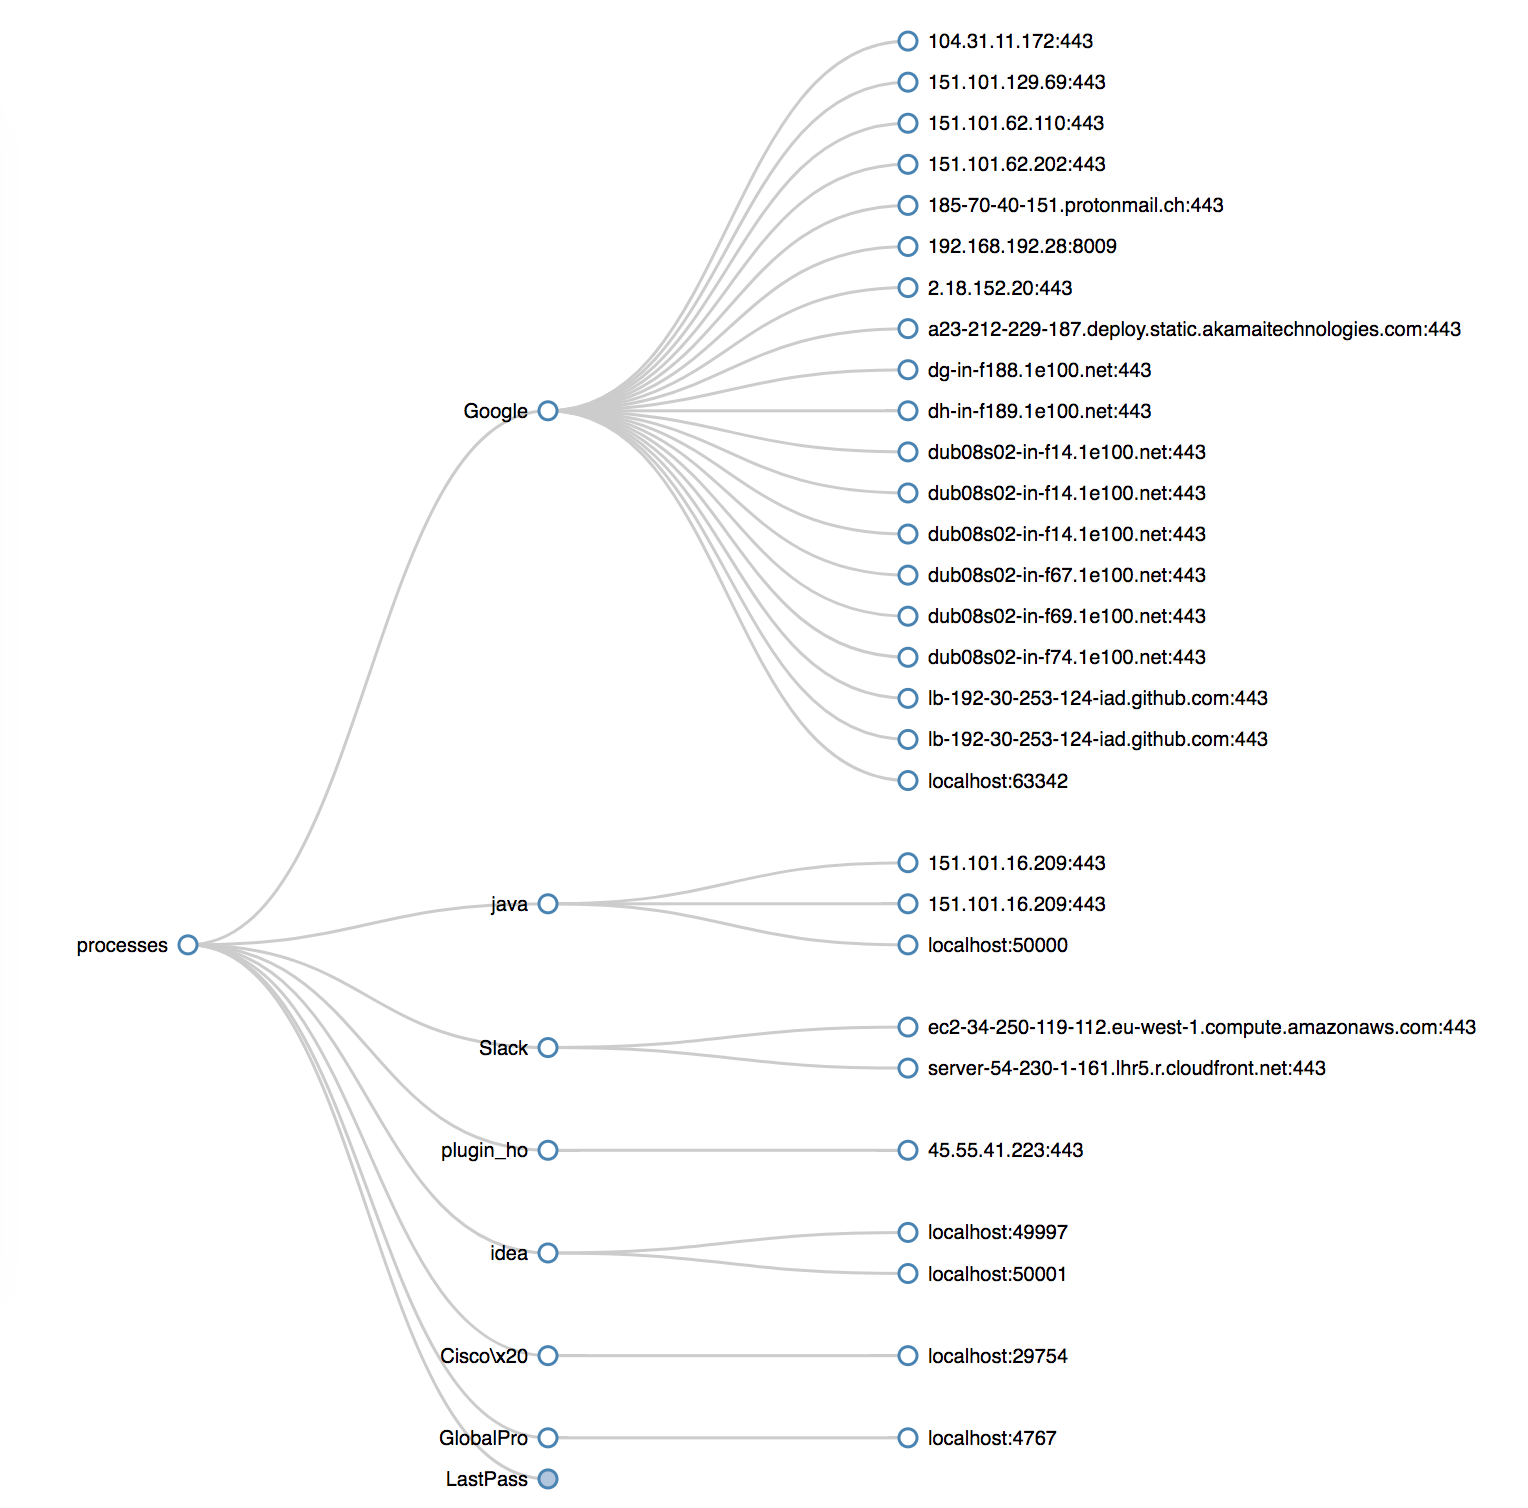 104.31.11.172:443
151.101.129.69:443
151.101.62.110:443
151.101.62.202:443
185-70-40-151.protonmail.ch:443
192.168.192.28:8009
2.18.152.20:443
a23-212-229-187.deploy.static.akamaitechnologies.com:443
dg-in-f188.1e100.net:443
Google
dh-in-f189.1e100.net:443
dub08s02-in-f14.1e100.net:443
dub08s02-in-f14.1e100.net:443
dub08s02-in-f14.1e100.net:443
dub08s02-in-f67.1e100.net:443
dub08s02-in-f69.1e100.net:443
dub08s02-in-f74.1e100.net:443
lb-192-30-253-124-iad.github.com:443
lb-192-30-253-124-iad.github.com:443
localhost:63342
151.101.16.209:443
java
151.101.16.209:443
processes
localhost:50000
ec2-34-250-119-112.eu-west-1.compute.amazonaws.com:443
Slack
server-54-230-1-161.lhr5.r.cloudfront.net:443
plugin_ho
45.55.41.223:443
localhost:49997
idea
localhost:50001
Cisco\x20
localhost:29754
GlobalPro
localhost:4767
LastPass